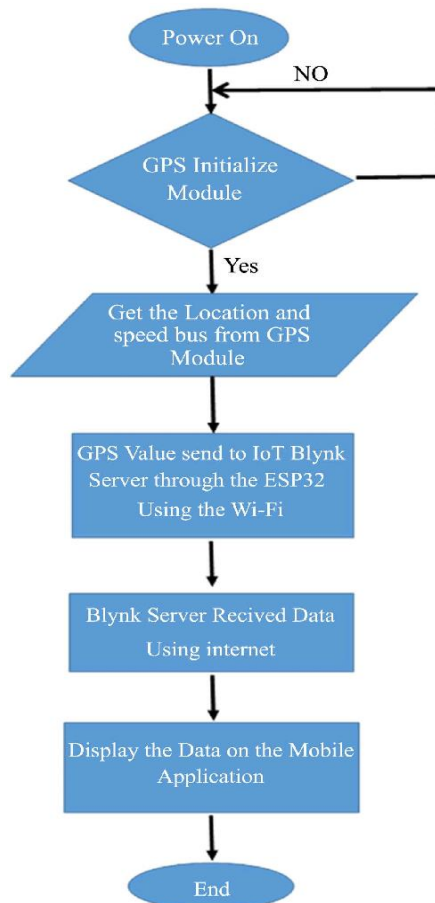 Power On
NO
GPS Initialize
Module
Yes
Get the Location and
speed bus from GPS
Module
GPS Value send to IoT Blynk
Server through the ESP32
Using the Wi-Fi
Blynk Server Recived Data
Using internet
Display the Data on the Mobile
Application
End